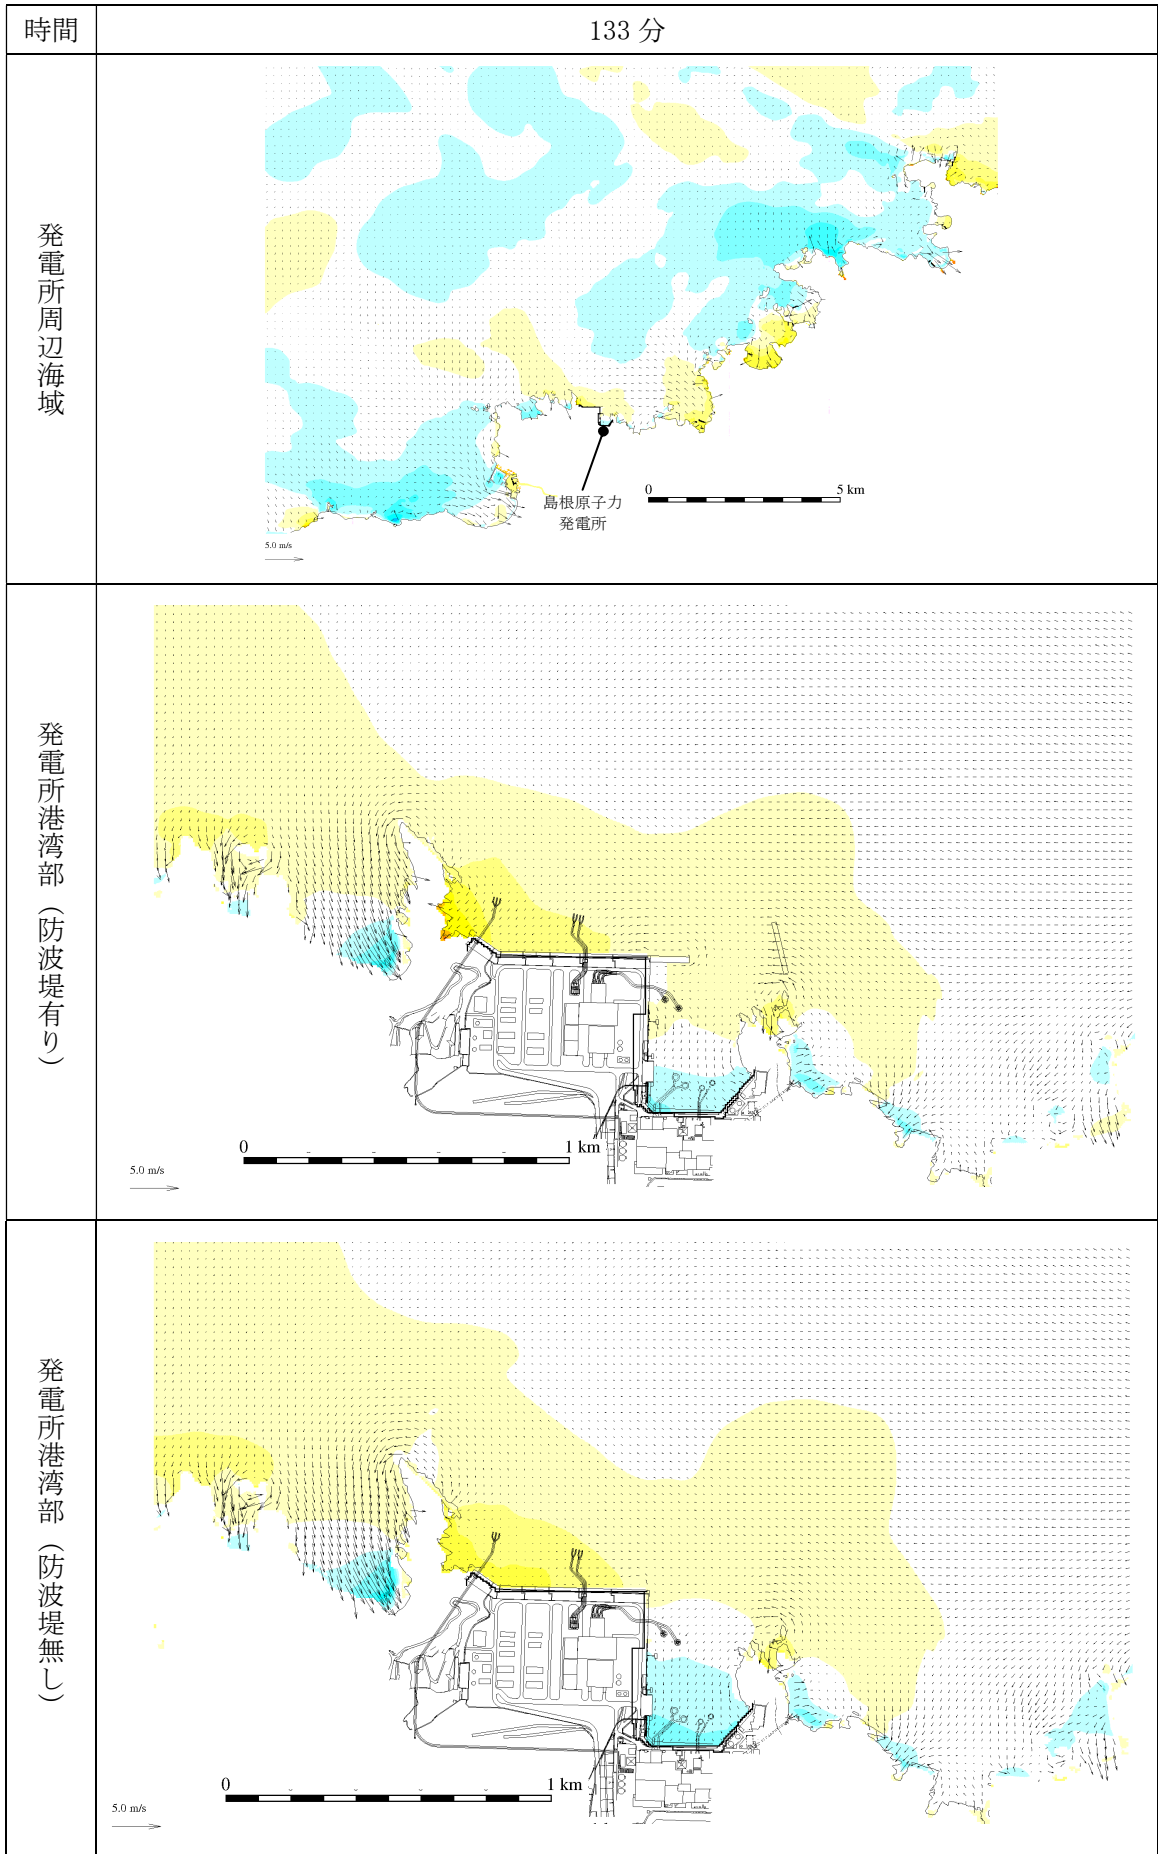 時間
133 分
発電所周辺海域
島根原子力
発電所
0
5 km
5.0 m/s
発電所港湾部（防波堤有り）
0
1 km
5.0 m/s
発電所港湾部（防波堤無し）
0
1 km
5.0 m/s